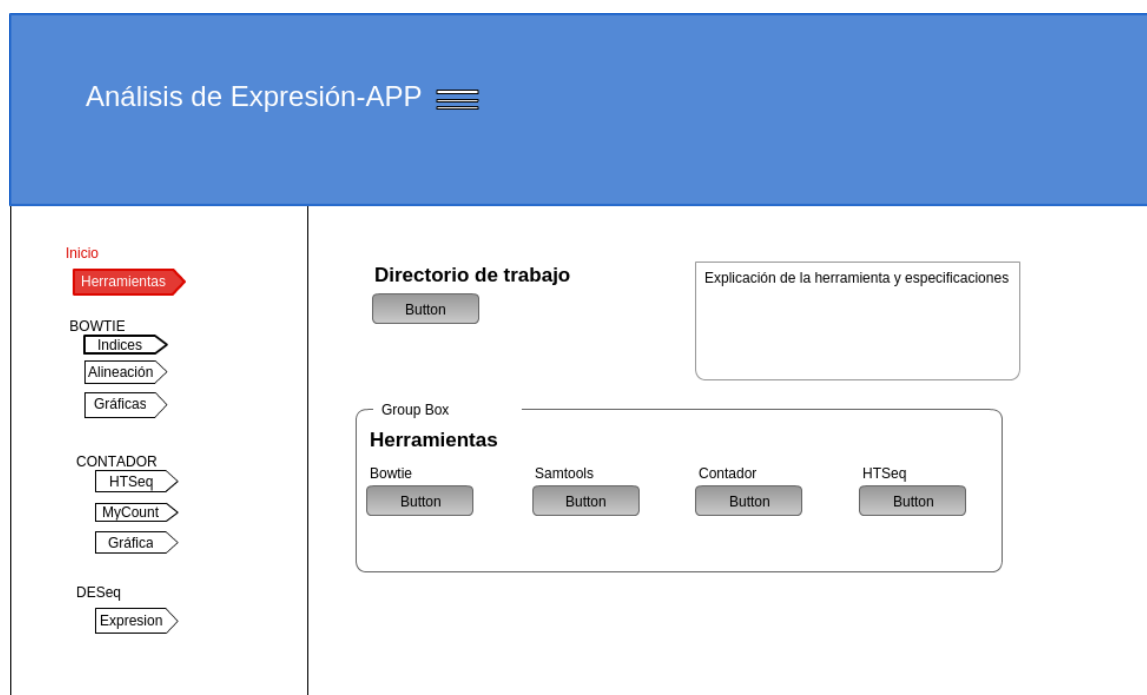 Análisis de Expresión-APP
Inicio
Herramientas
BOWTIE
Indices
Alineación
Gráficas
CONTADOR
HTSeq
MyCount
Gráfica
DESeq
Expresion
Directorio de trabajo
Button
Explicación de la herramienta y especificaciones
Group Box
Herramientas
Bowtie Samtools Contador HTSeq
Button Button Button Button